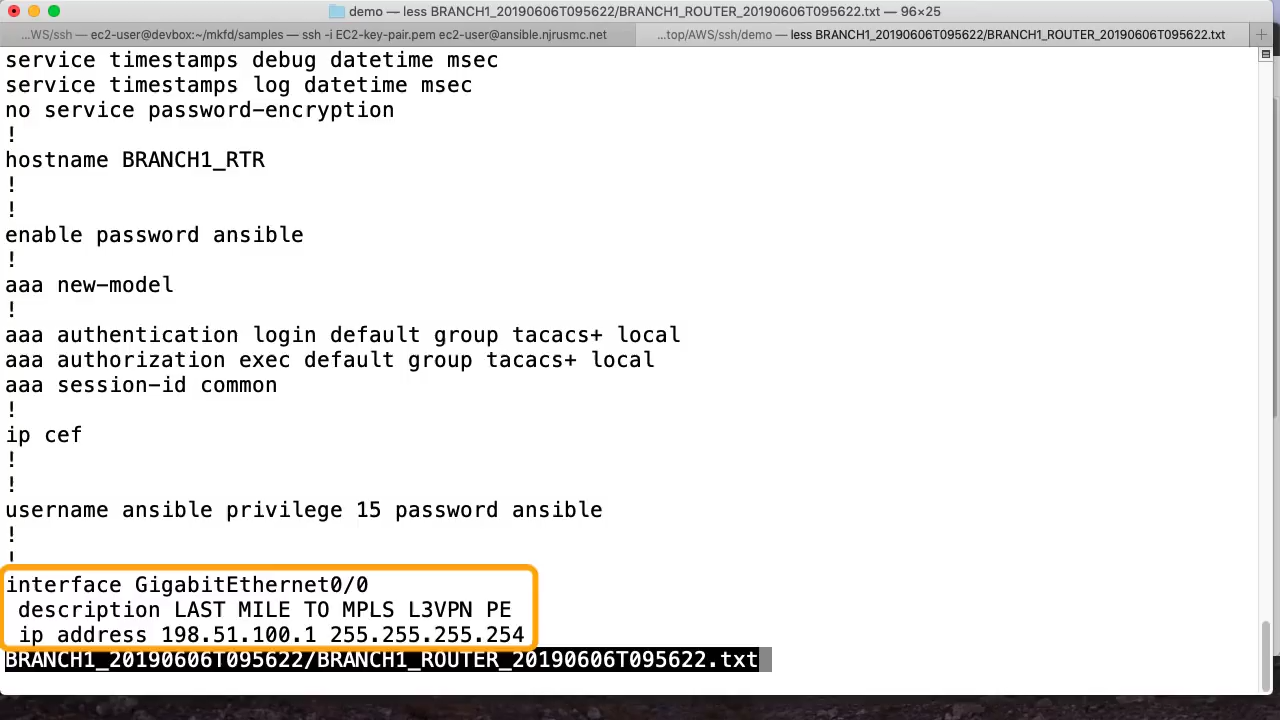 demo — less BRANCH1_20190606T095622/BRANCH1_ROUTER_20190606T095622.txt — 96×25
...WS/ssh — ec2-user@devbox:~/mkfd/samples — ssh -i EC2-key-pair.pem ec2-user@ansible.njrusmc.net
...top/AWS/ssh/demo — less BRANCH1_20190606T095622/BRANCH1_ROUTER_20190606T095622.txt
+
service timestamps debug datetime msec
service timestamps log datetime msec
no service password-encryption
!
hostname BRANCH1_RTR
!
!
enable password ansible
!
aaa new-model
!
aaa authentication login default group tacacs+ local
aaa authorization exec default group tacacs+ local
aaa session-id common
!
ip cef
!
!
username ansible privilege 15 password ansible
!
!
interface GigabitEthernet0/0
 description LAST MILE TO MPLS L3VPN PE
 ip address 198.51.100.1 255.255.255.254
BRANCH1_20190606T095622/BRANCH1_ROUTER_20190606T095622.txt